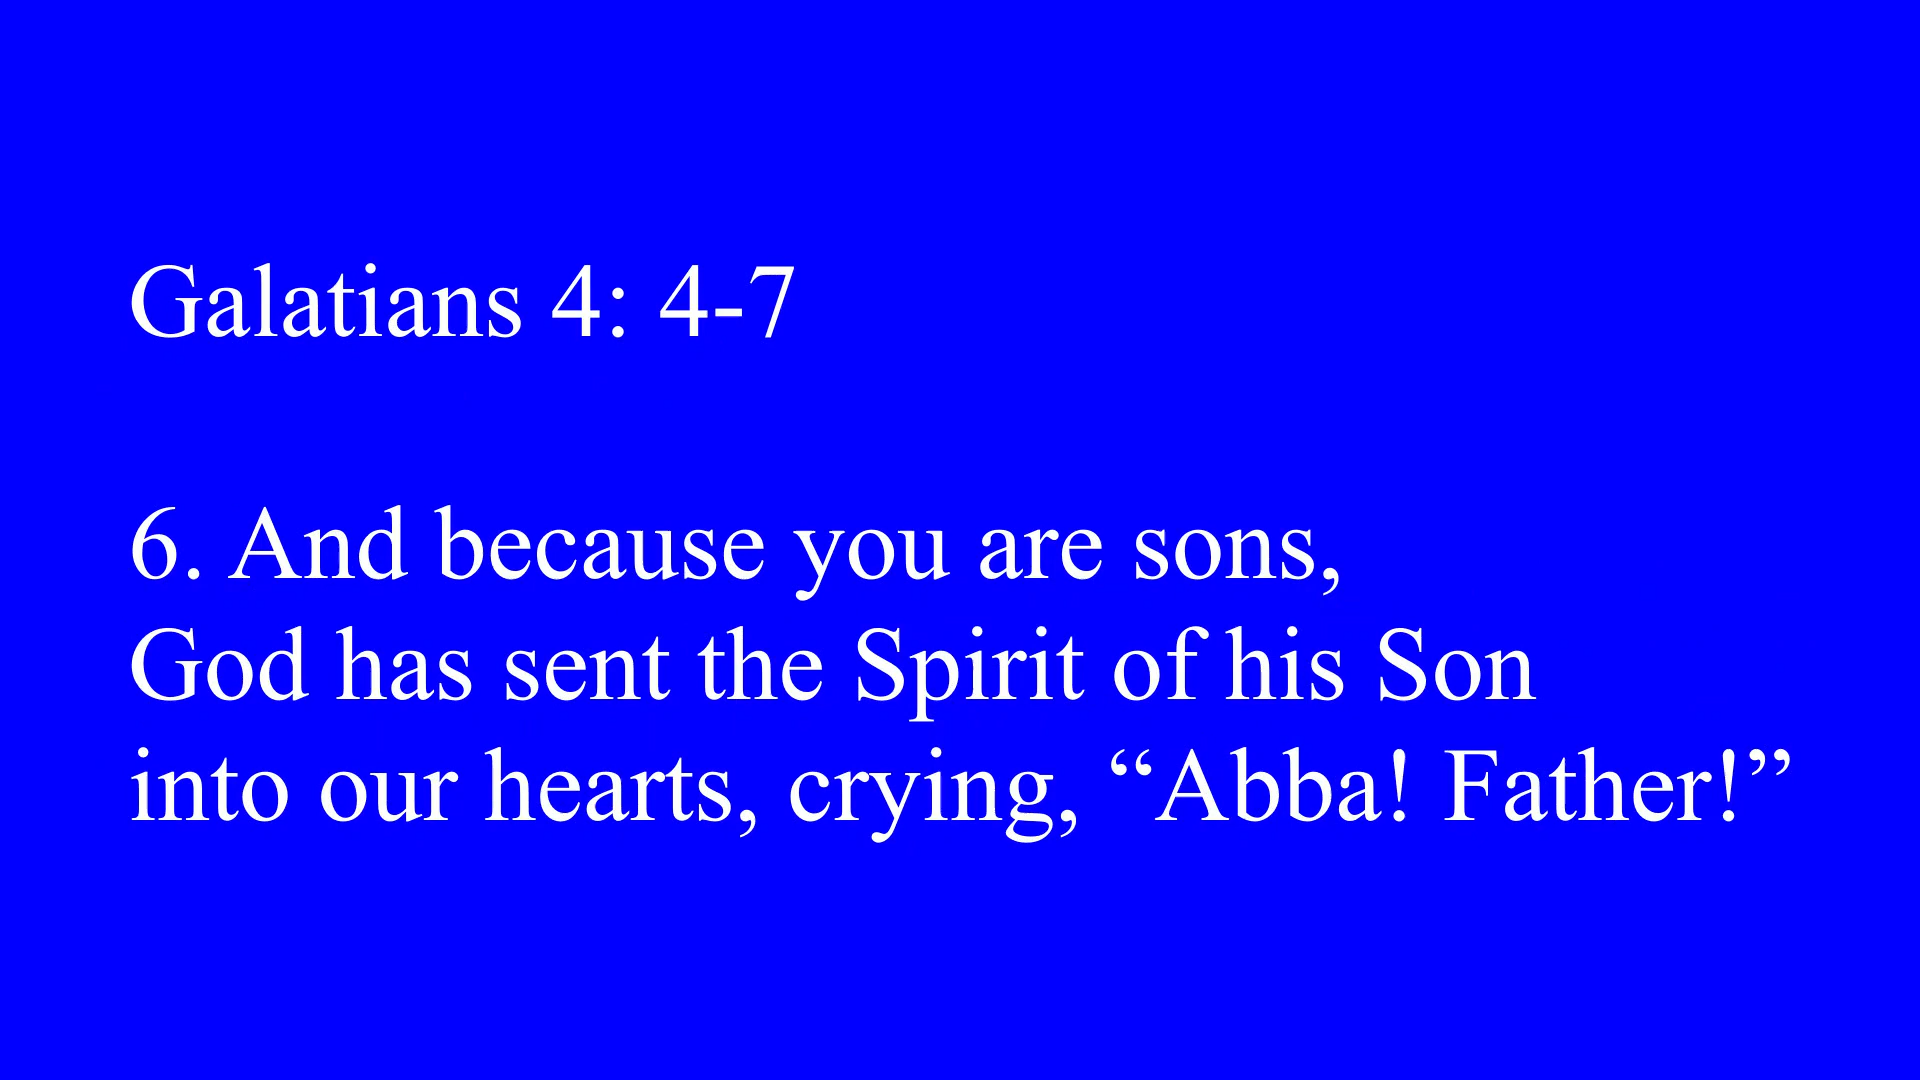 Galatians 4: 4-7
6. And because you are sons,
God has sent the Spirit of his Son
into our hearts, crying, “Abba! Father!”